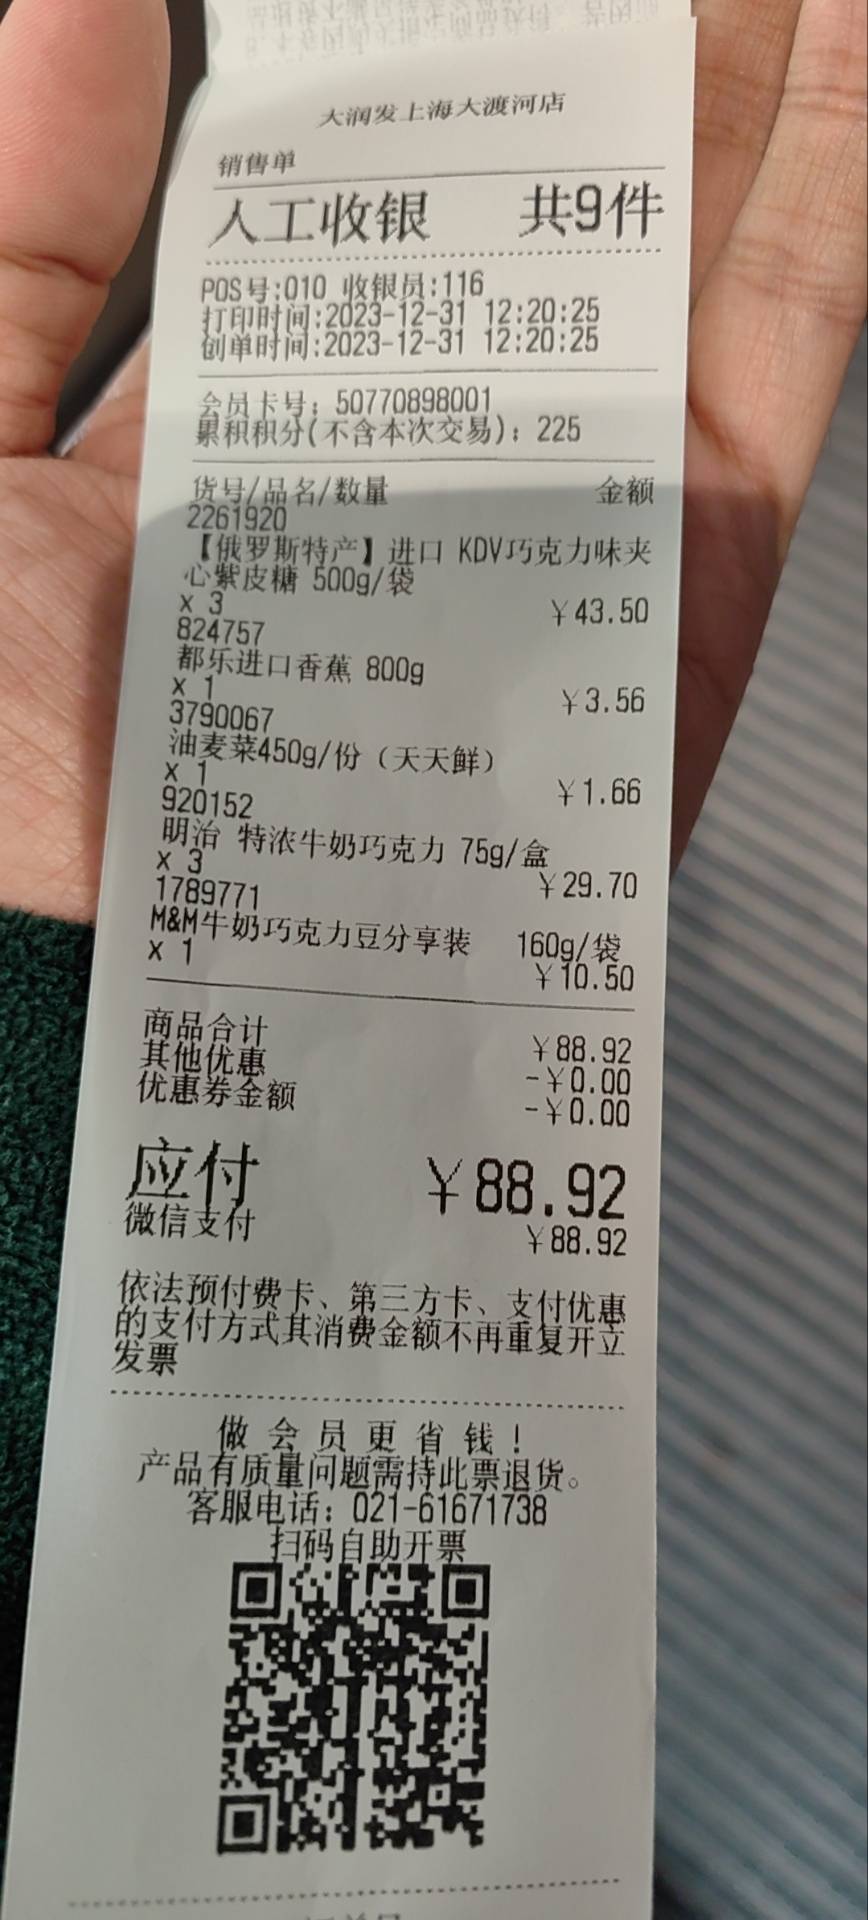 大润发上海大渡河店
销售单
人工收银 共9件
POS号:010 收银员:116
打印时间:2023-12-31 12:20:25
创单时间:2023-12-31 12:20:25
会员卡号: 50770898001
累积积分(不含本次交易): 225
货号/品名/数量 金额
2261920
【俄罗斯特产】进口 KDV巧克力味夹
心紫皮糖 500g/袋
x 3 ￥43.50
824757
都乐进口香蕉 800g
x 1 ￥3.56
3790067
油麦菜450g/份（天天鲜）
x 1 ￥1.66
920152
明治 特浓牛奶巧克力 75g/盒
x 3 ￥29.70
1789771
M&M牛奶巧克力豆分享装 160g/袋
x 1 ￥10.50
商品合计 ￥88.92
其他优惠 -￥0.00
优惠券金额 -￥0.00
应付 ￥88.92
微信支付 ￥88.92
依法预付费卡、第三方卡、支付优惠
的支付方式其消费金额不再重复开立
发票
做会员更省钱！
产品有质量问题需持此票退货。
客服电话: 021-61671738
扫码自助开票